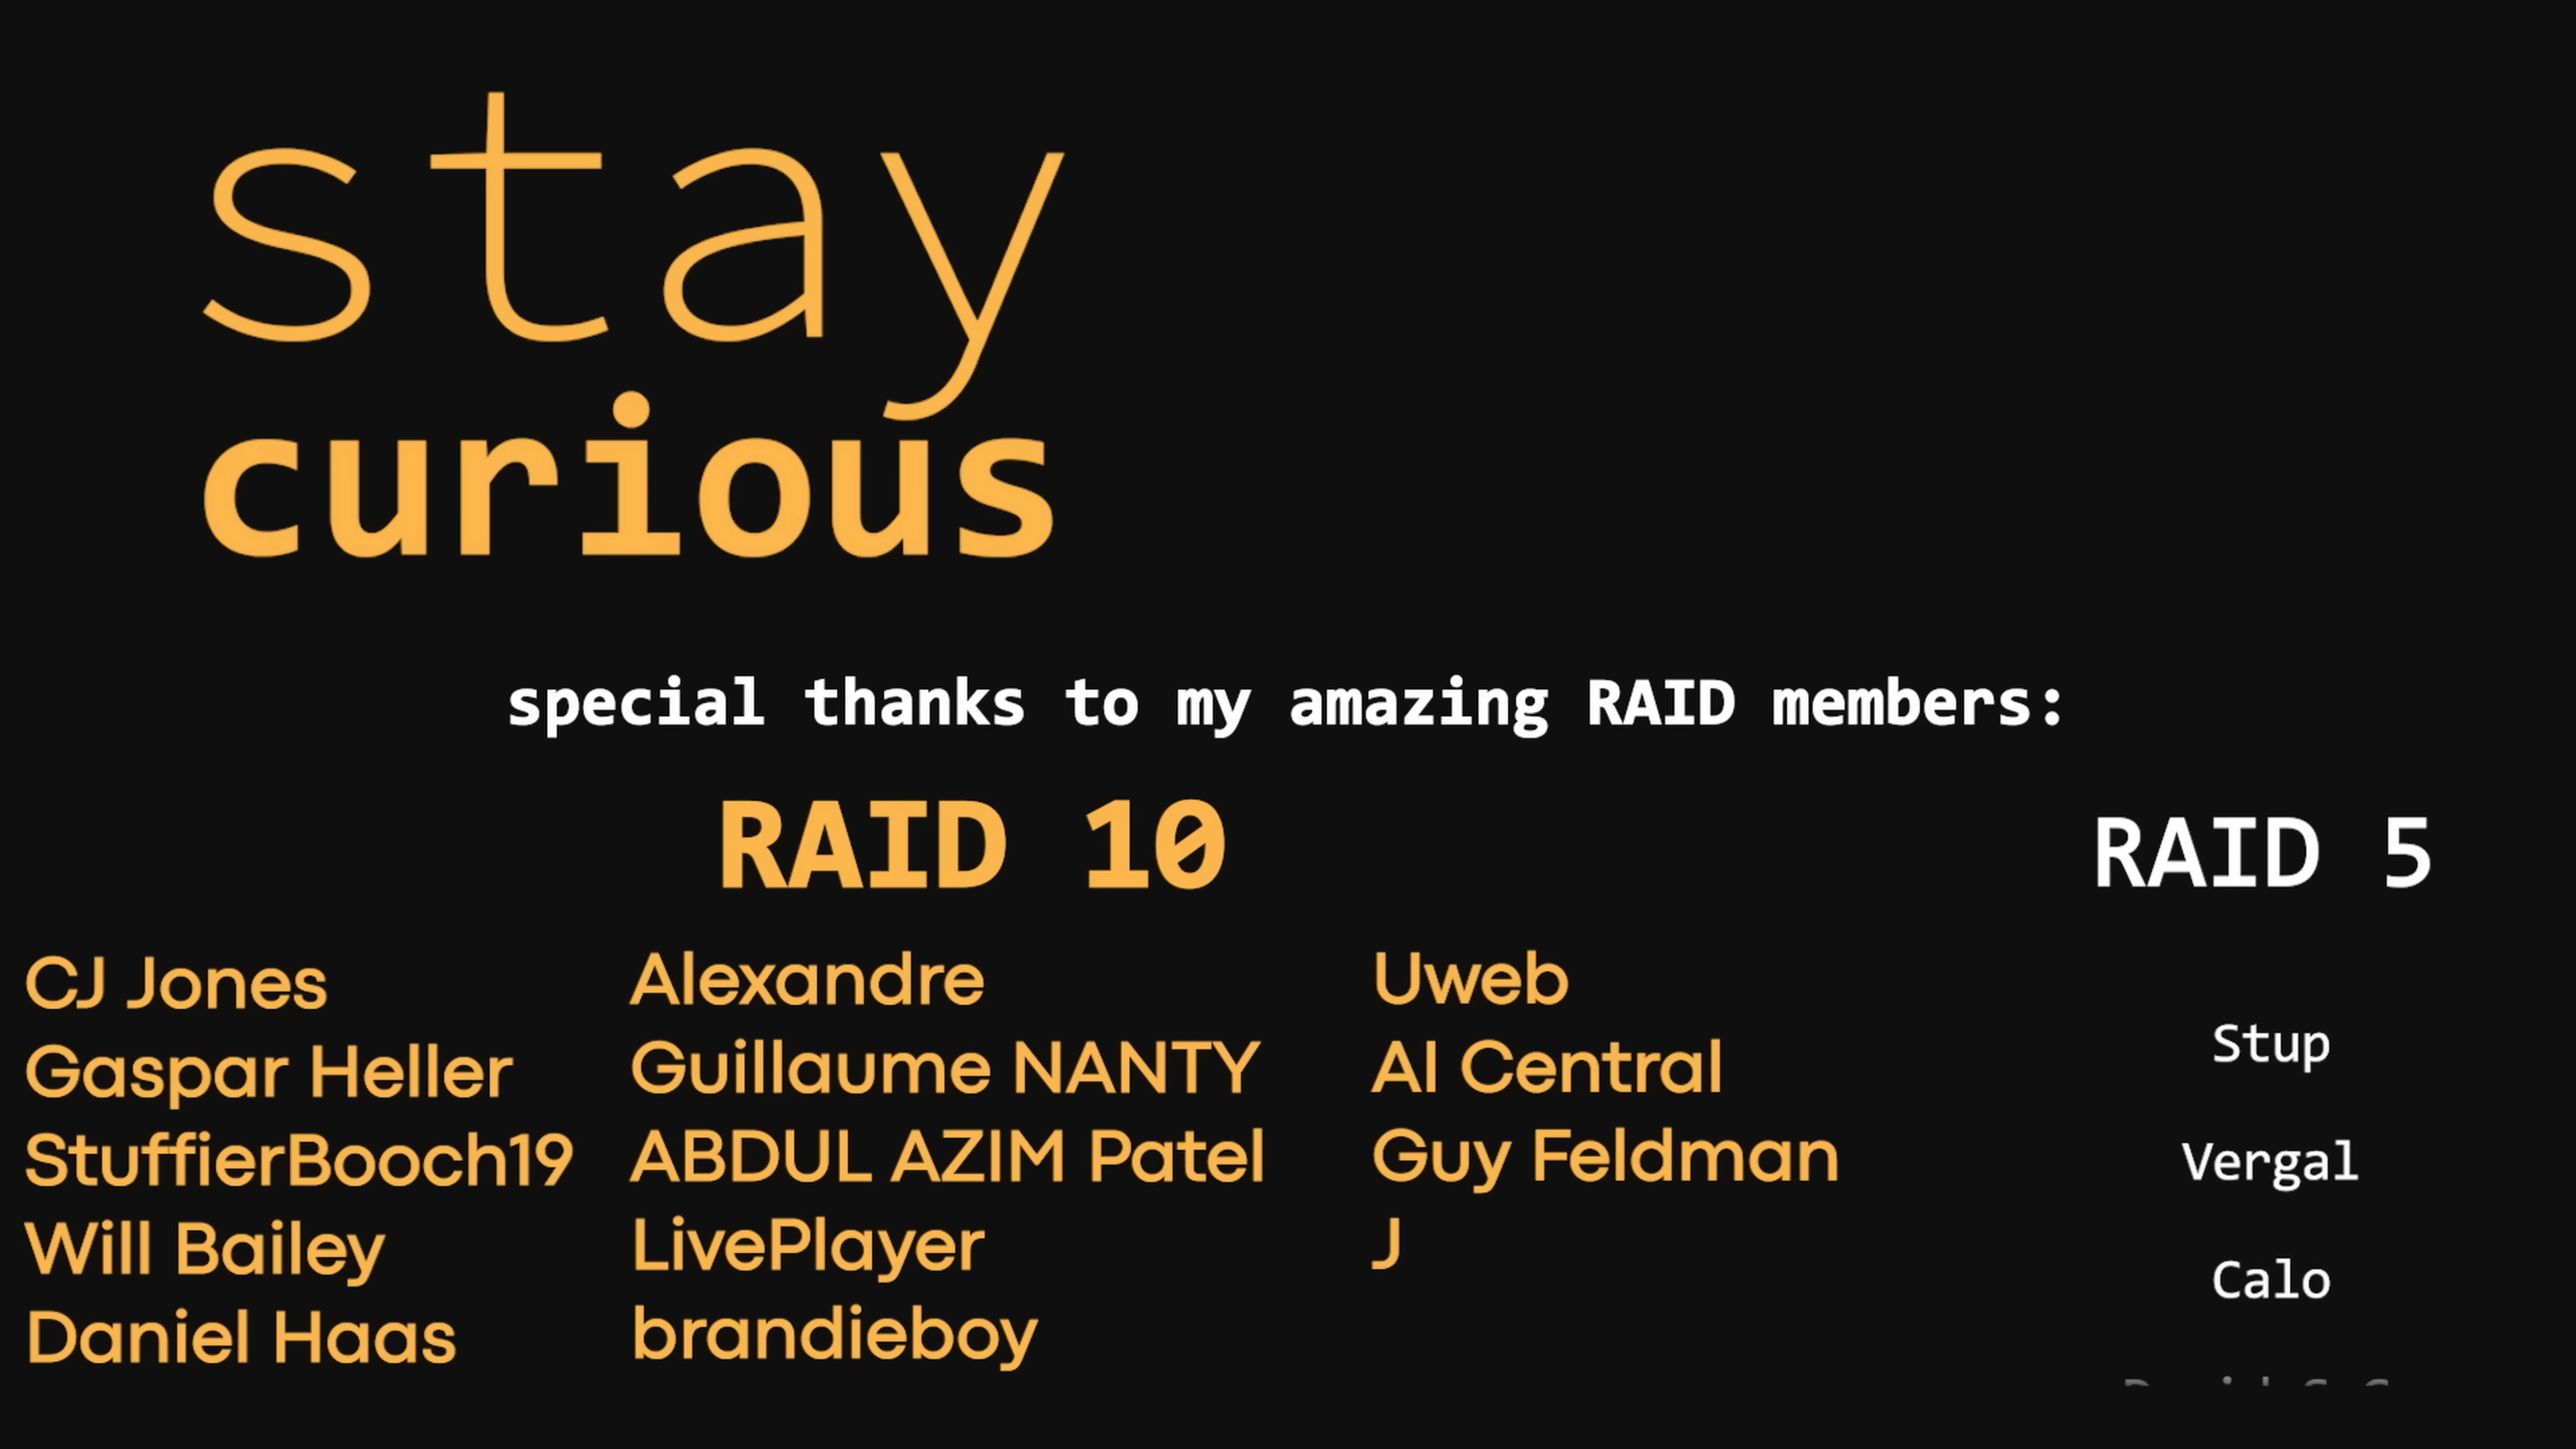 stay
curious
special thanks to my amazing RAID members:
RAID 10
CJ Jones
Gaspar Heller
StuffierBooch19
Will Bailey
Daniel Haas
Alexandre
Guillaume NANTY
ABDUL AZIM Patel
LivePlayer
brandieboy
Uweb
AI Central
Guy Feldman
J
RAID 5
Stup
Vergal
Calo